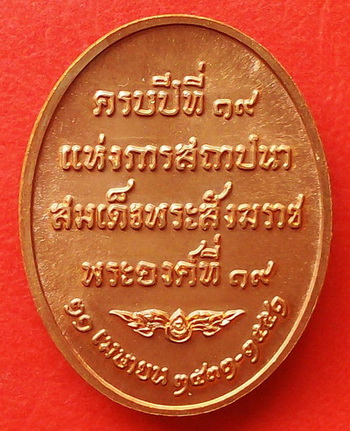 ครบปีที่ ๑๙
แห่งการสถาปนา
สมเด็จพระสังฆราช
พระองค์ที่ ๑๙
๒๑ เมษายน ๒๕๓๒-๒๕๕๑